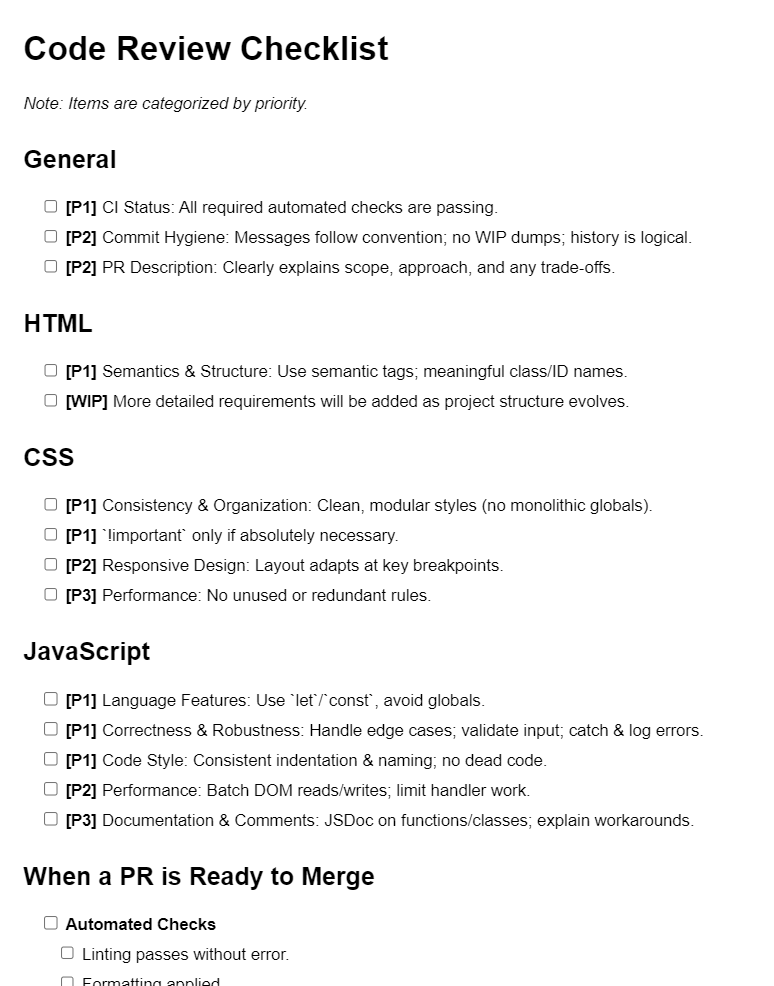 Code Review Checklist
Note: Items are categorized by priority.
General
[P1] CI Status: All required automated checks are passing.
[P2] Commit Hygiene: Messages follow convention; no WIP dumps; history is logical.
[P2] PR Description: Clearly explains scope, approach, and any trade-offs.
HTML
[P1] Semantics & Structure: Use semantic tags; meaningful class/ID names.
[WIP] More detailed requirements will be added as project structure evolves.
CSS
[P1] Consistency & Organization: Clean, modular styles (no monolithic globals).
[P1] `!important` only if absolutely necessary.
[P2] Responsive Design: Layout adapts at key breakpoints.
[P3] Performance: No unused or redundant rules.
JavaScript
[P1] Language Features: Use `let`/`const`, avoid globals.
[P1] Correctness & Robustness: Handle edge cases; validate input; catch & log errors.
[P1] Code Style: Consistent indentation & naming; no dead code.
[P2] Performance: Batch DOM reads/writes; limit handler work.
[P3] Documentation & Comments: JSDoc on functions/classes; explain workarounds.
When a PR is Ready to Merge
Automated Checks
Linting passes without error.
Formatting applied